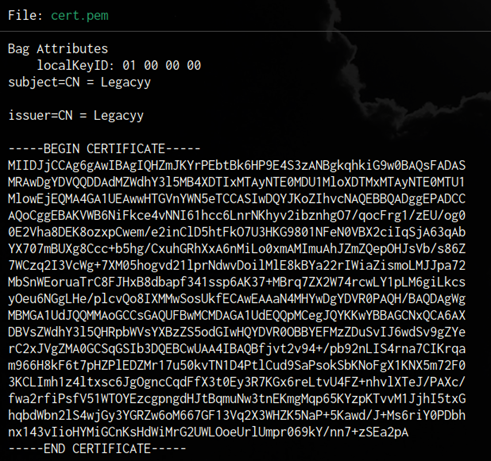 File: cert.pem
Bag Attributes
localKeyID: 01 00 00 00
subject=CN = Legacyy
issuer=CN = Legacyy
-----BEGIN CERTIFICATE-----
MIIDJjCCAg6gAwIBAgIQHZmJKYrPEbtBk6HP9E4S3zANBgkqhkiG9w0BAQsFADAS
MRAwDgYDVQQDDAdMZWdhY3l5MB4XDTIxMTAyNTE0MDU1MloXDTMxMTAyNTE0MTU1
MlowEjEQMA4GA1UEAwwHTGVnYWN5eTCCASIwDQYJKoZIhvcNAQEBBQADggEPADCC
AQoCggEBAKVWB6NiFkce4vNNI61hcc6LnrNKhyv2ibznhgO7/qocFrg1/zEU/og0
0E2Vha8DEK8ozxpCwem/e2inClD5htFkO7U3HKG9801NFeN0VBX2ciIqSjA63qAb
YX707mBUXg8Ccc+b5hg/CxuhGRhXxA6nMiLo0xmAMImuAhJZmZQepOHJsVb/s86Z
7WCzq2I3VcWg+7XM05hogvd21lprNdwvDoilMlE8kBYa22rIWiaZismoLMJJpa72
MbSnWEoruaTrC8FJHxB8dbapf341ssp6AK37+MBrq7ZX2W74rcwLY1pLM6giLkcs
yOeu6NGgLHe/plcvQo8IXMMwSosUkfECAwEAAaN4MHYwDgYDVR0PAQH/BAQDAgWg
MBMGA1UdJQQMMAoGCCsGAQUFBwMCMDAGA1UdEQQpMCegJQYKKwYBBAGCNxQCA6AX
DBVsZWdhY3l5QHRpbWVsYXBzZS5odGIwHQYDVR0OBBYEFMzZDuSvIJ6wdSv9gZYe
rC2xJVgZMA0GCSqGSIb3DQEBCwUAA4IBAQBfjvt2v94+/pb92nLIS4rna7CIKrqa
m966H8kF6t7pHZPlEDZMr17u50kvTN1D4PtlCud9SaPsokSbKNoFgX1KNX5m72F0
3KCLImh1z4ltxsc6JgOgncCqdFfX3t0Ey3R7KGx6reLtvU4FZ+nhvlXTeJ/PAXc/
fwa2rfiPsfV51WTOYEzcgpngdHJtBqmuNw3tnEKmgMqp65KYzpKTvvM1JjhI5txG
hqbdWbn2lS4wjGy3YGRZw6oM667GF13Vq2X3WHZK5NaP+5Kawd/J+Ms6riY0PDbh
nx143vIioHYMiGCnKsHdWiMrG2UWLOoeUrlUmpr069kY/nn7+zSEa2pA
-----END CERTIFICATE-----